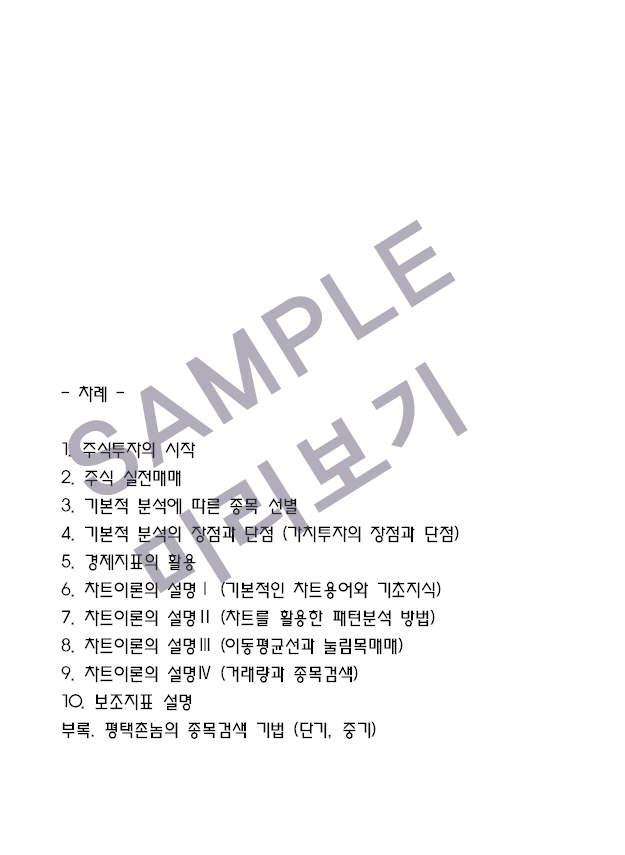 - 차례 -
1. 주식투자의 시작
2. 주식 실전매매
3. 기본적 분석에 따른 종목 선별
4. 기본적 분석의 장점과 단점 (가치투자의 장점과 단점)
5. 경제지표의 활용
6. 차트이론의 설명Ⅰ (기본적인 차트용어와 기초지식)
7. 차트이론의 설명Ⅱ (차트를 활용한 패턴분석 방법)
8. 차트이론의 설명Ⅲ (이동평균선과 눌림목매매)
9. 차트이론의 설명Ⅳ (거래량과 종목검색)
10. 보조지표 설명
부록. 평택촌놈의 종목검색 기법 (단기, 중기)
SAMPLE
미리보기